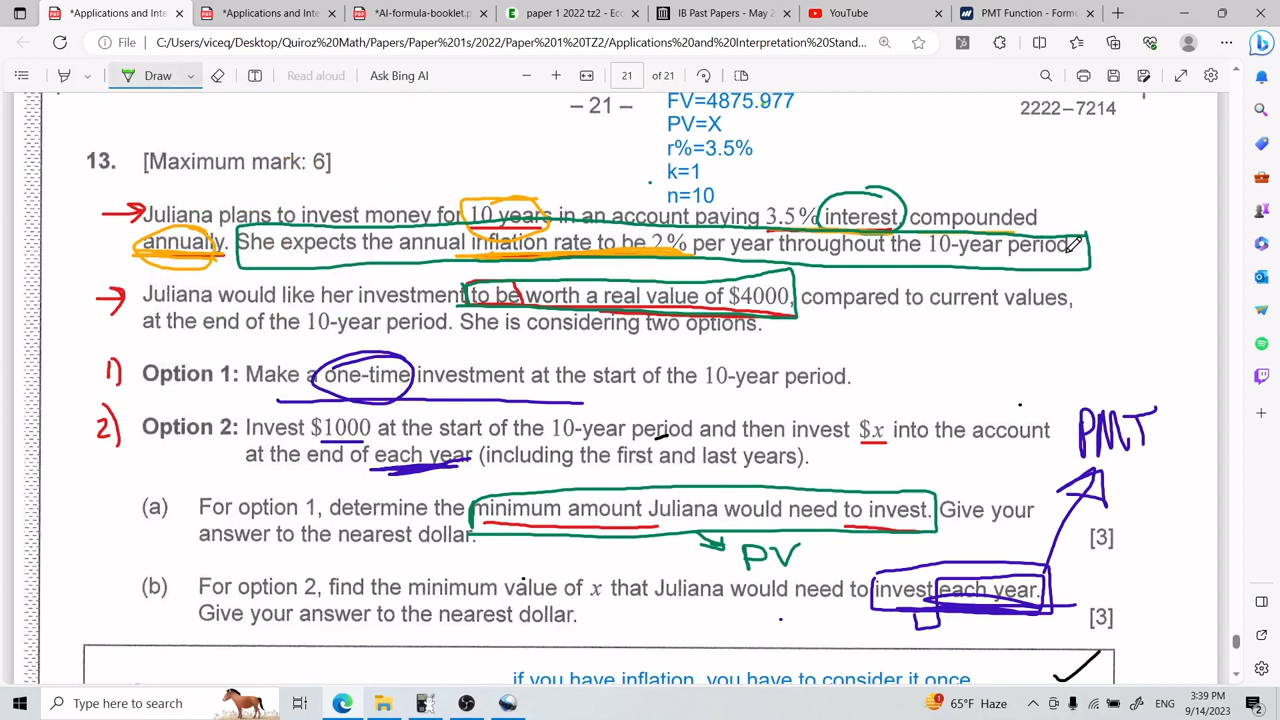 *Applications and Inte
*Applications and Inter
*AI-formula-booklet.p
paper 1 2022 tz2 - Eco
IB Past Papers - May 2
YouTube
PMT Function - Formu
File
C:/Users/viceq/Desktop/Quiroz%20Math/Papers/Paper%201s/2022/Paper%201%20TZ2/Applications%20and%20Interpretation%20Stand...
Draw
Read aloud
Ask Bing AI
21
of 21
FV=4875.977
– 21 –
2222–7214
PV=X
r%=3.5%
k=1
n=10
13. [Maximum mark: 6]
Juliana plans to invest money for 10 years in an account paying 3.5% interest, compounded
annually. She expects the annual inflation rate to be 2% per year throughout the 10-year period.
Juliana would like her investment to be worth a real value of $4000, compared to current values,
at the end of the 10-year period. She is considering two options.
1) Option 1: Make a one-time investment at the start of the 10-year period.
2) Option 2: Invest $1000 at the start of the 10-year period and then invest $x into the account
at the end of each year (including the first and last years).
PMT
(a) For option 1, determine the minimum amount Juliana would need to invest. Give your
answer to the nearest dollar.
[3]
PV
(b) For option 2, find the minimum value of x that Juliana would need to invest each year.
Give your answer to the nearest dollar.
[3]
if you have inflation, you have to consider it once
Type here to search
65°F Haze
ENG
3:39 PM
9/14/2023
2